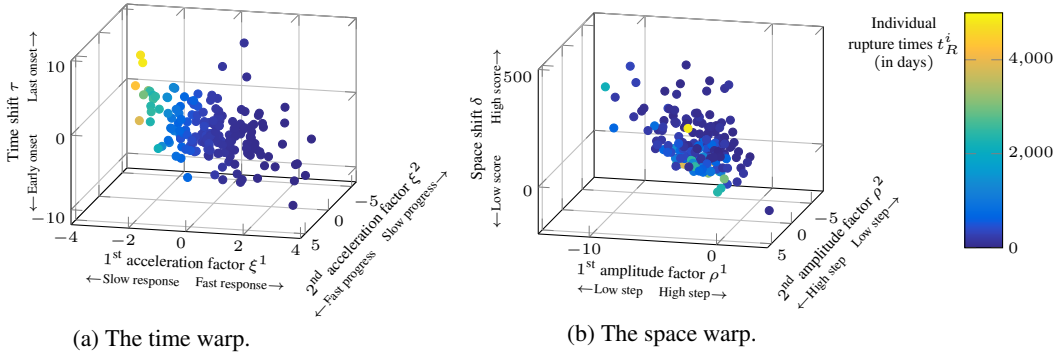 Time shift τ
←Early onset Last onset→
10
0
−10
−4
−2
0
2
4
1st acceleration factor ξ¹
←Slow response Fast response→
5
0
−5
2nd acceleration factor ξ²
←Fast progress Slow progress→
(a) The time warp.
Space shift δ
←Low score High score→
500
0
−10
0
1st amplitude factor ρ¹
←Low step High step→
5
0
−5
2nd amplitude factor ρ²
←High step Low step→
(b) The space warp.
Individual
rupture times t_R^i
(in days)
4,000
2,000
0